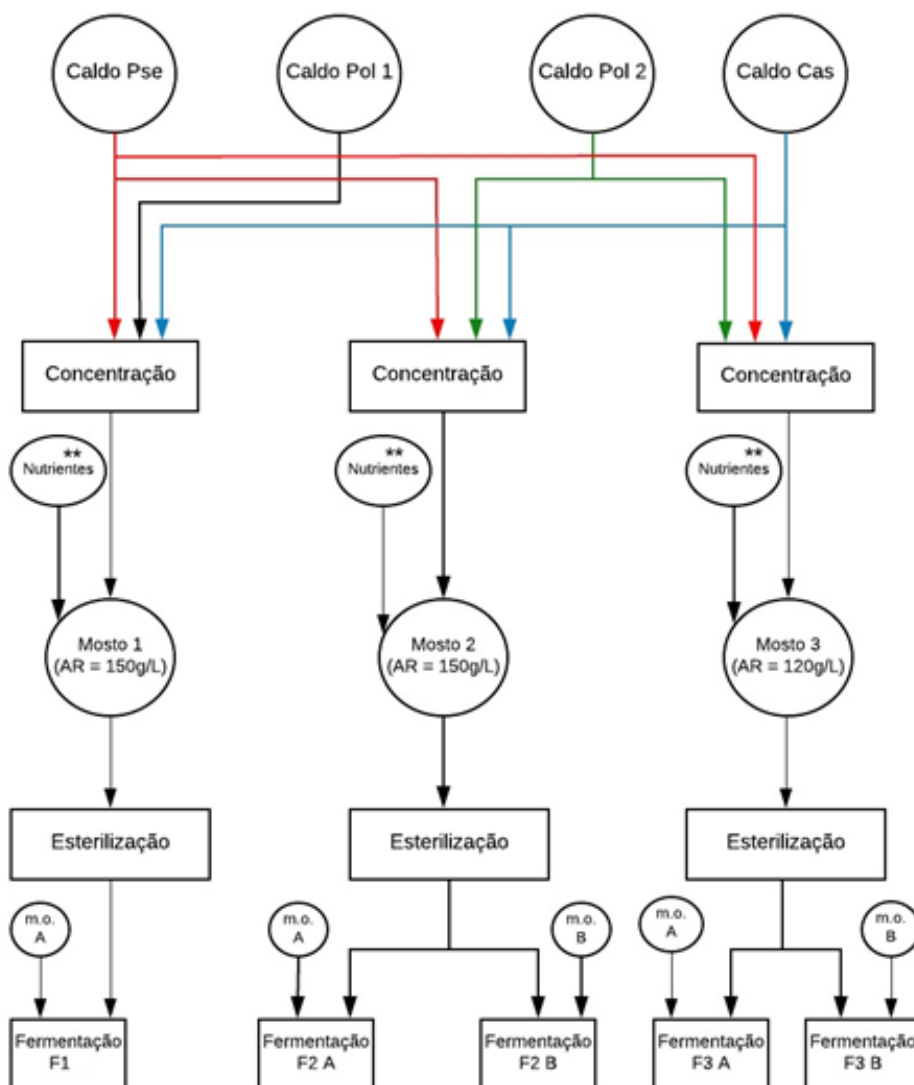 Caldo Pse
Caldo Pol 1
Caldo Pol 2
Caldo Cas
Concentração
Concentração
Concentração
**
Nutrientes
**
Nutrientes
**
Nutrientes
Mosto 1
(AR = 150g/L)
Mosto 2
(AR = 150g/L)
Mosto 3
(AR = 120g/L)
Esterilização
Esterilização
Esterilização
m.o.
A
m.o.
A
m.o.
B
m.o.
A
m.o.
B
Fermentação
F1
Fermentação
F2 A
Fermentação
F2 B
Fermentação
F3 A
Fermentação
F3 B